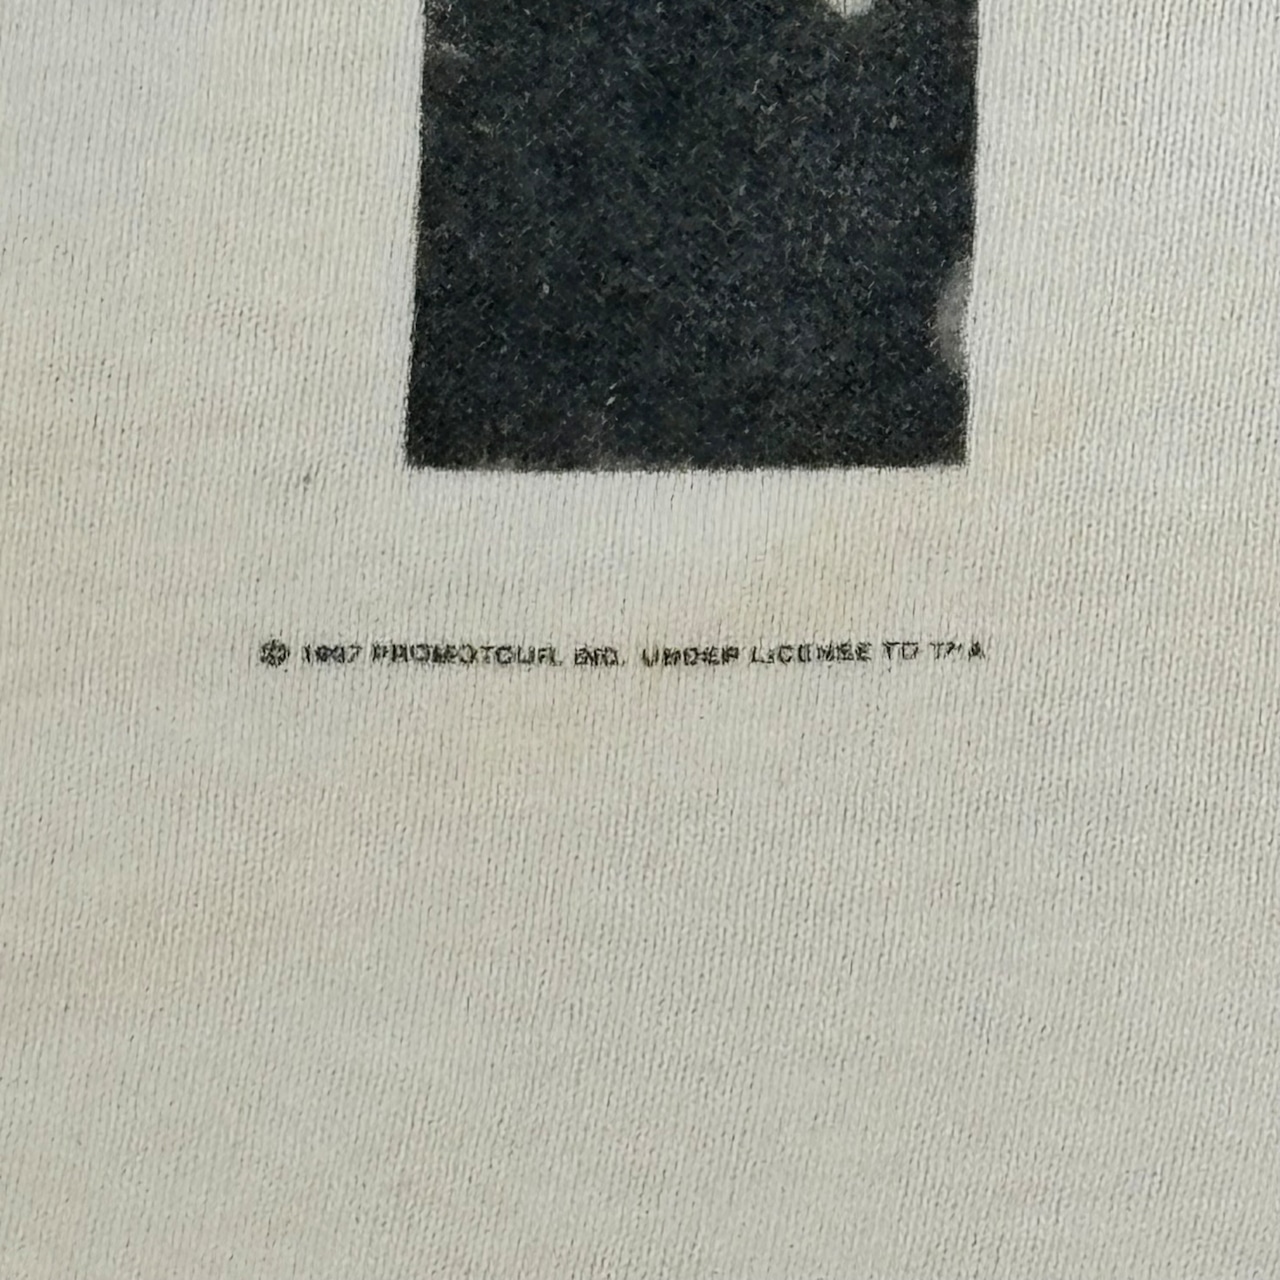 © 1997 PROMOTOUR, INC. UNDER LICENSE TO